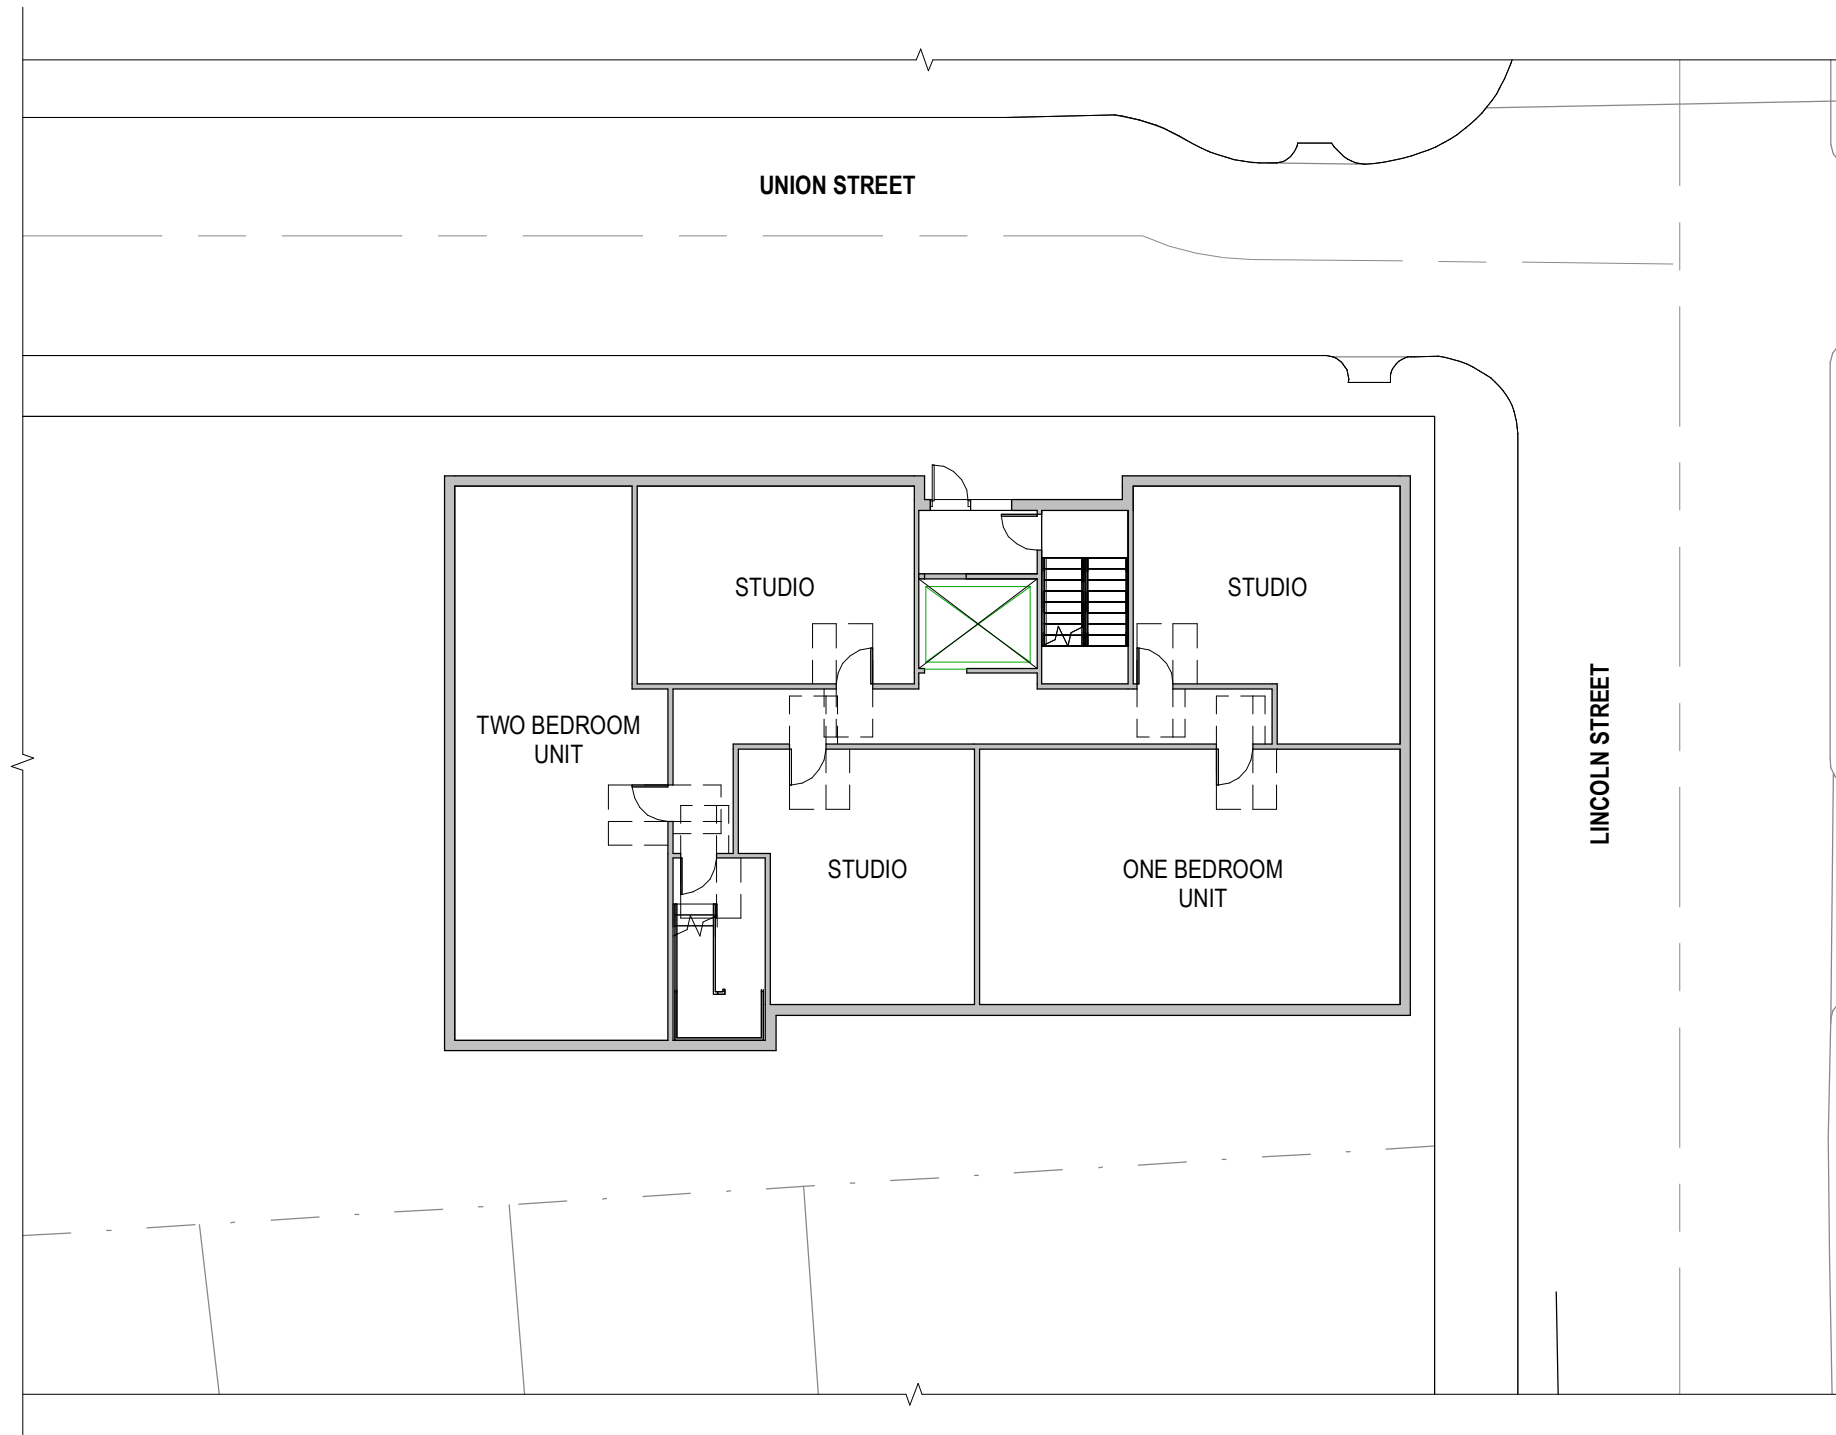 UNION STREET
STUDIO
STUDIO
TWO BEDROOM
UNIT
LINCOLN STREET
STUDIO
ONE BEDROOM
UNIT